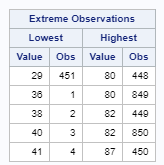 Extreme Observations
Lowest Highest
Value Obs Value Obs
29 451 80 448
36 1 80 849
38 2 82 449
40 3 82 850
41 4 87 450